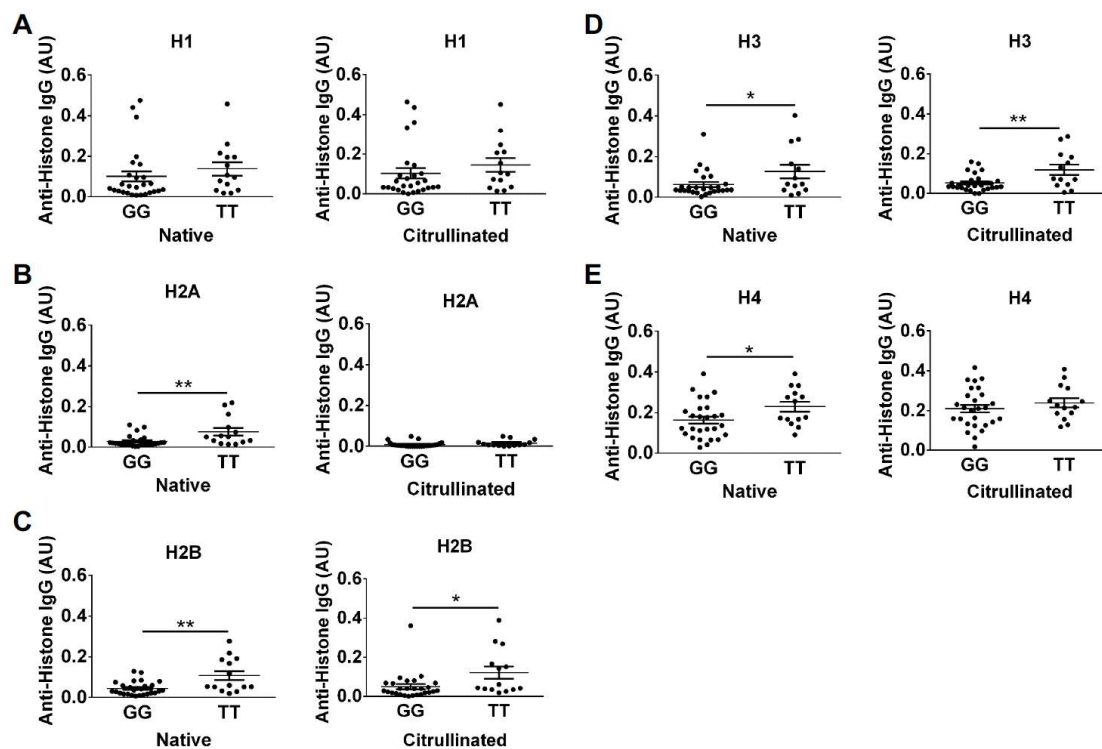 A
H1
Anti-Histone IgG (AU)
0.6
0.4
0.2
0.0
GG TT
Native
H1
Anti-Histone IgG (AU)
0.6
0.4
0.2
0.0
GG TT
Citrullinated
B
H2A
Anti-Histone IgG (AU)
0.6
0.4
0.2
0.0
**
GG TT
Native
H2A
Anti-Histone IgG (AU)
0.6
0.4
0.2
0.0
GG TT
Citrullinated
C
H2B
Anti-Histone IgG (AU)
0.6
0.4
0.2
0.0
**
GG TT
Native
H2B
Anti-Histone IgG (AU)
0.6
0.4
0.2
0.0
*
GG TT
Citrullinated
D
H3
Anti-Histone IgG (AU)
0.6
0.4
0.2
0.0
*
GG TT
Native
H3
Anti-Histone IgG (AU)
0.6
0.4
0.2
0.0
**
GG TT
Citrullinated
E
H4
Anti-Histone IgG (AU)
0.6
0.4
0.2
0.0
*
GG TT
Native
H4
Anti-Histone IgG (AU)
0.6
0.4
0.2
0.0
GG TT
Citrullinated